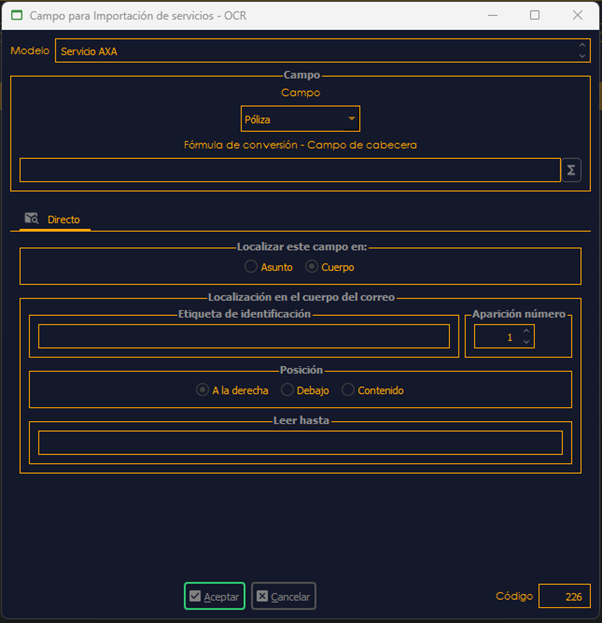 Campo para Importación de servicios - OCR
Modelo Servicio AXA
Campo
Campo
Póliza
Fórmula de conversión - Campo de cabecera
Σ
Directo
Localizar este campo en:
Asunto Cuerpo
Localización en el cuerpo del correo
Etiqueta de identificación Aparición número
1
Posición
A la derecha Debajo Contenido
Leer hasta
Aceptar Cancelar Código 226